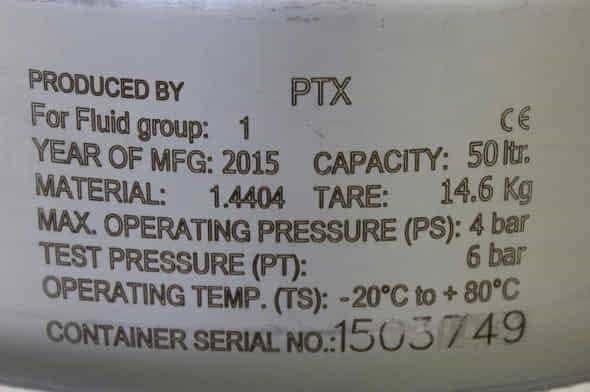 PRODUCED BY PTX
For Fluid group: 1 CE
YEAR OF MFG: 2015 CAPACITY: 50 ltr.
MATERIAL: 1.4404 TARE: 14.6 Kg
MAX. OPERATING PRESSURE (PS): 4 bar
TEST PRESSURE (PT): 6 bar
OPERATING TEMP. (TS): -20°C to + 80°C
CONTAINER SERIAL NO.:1503749